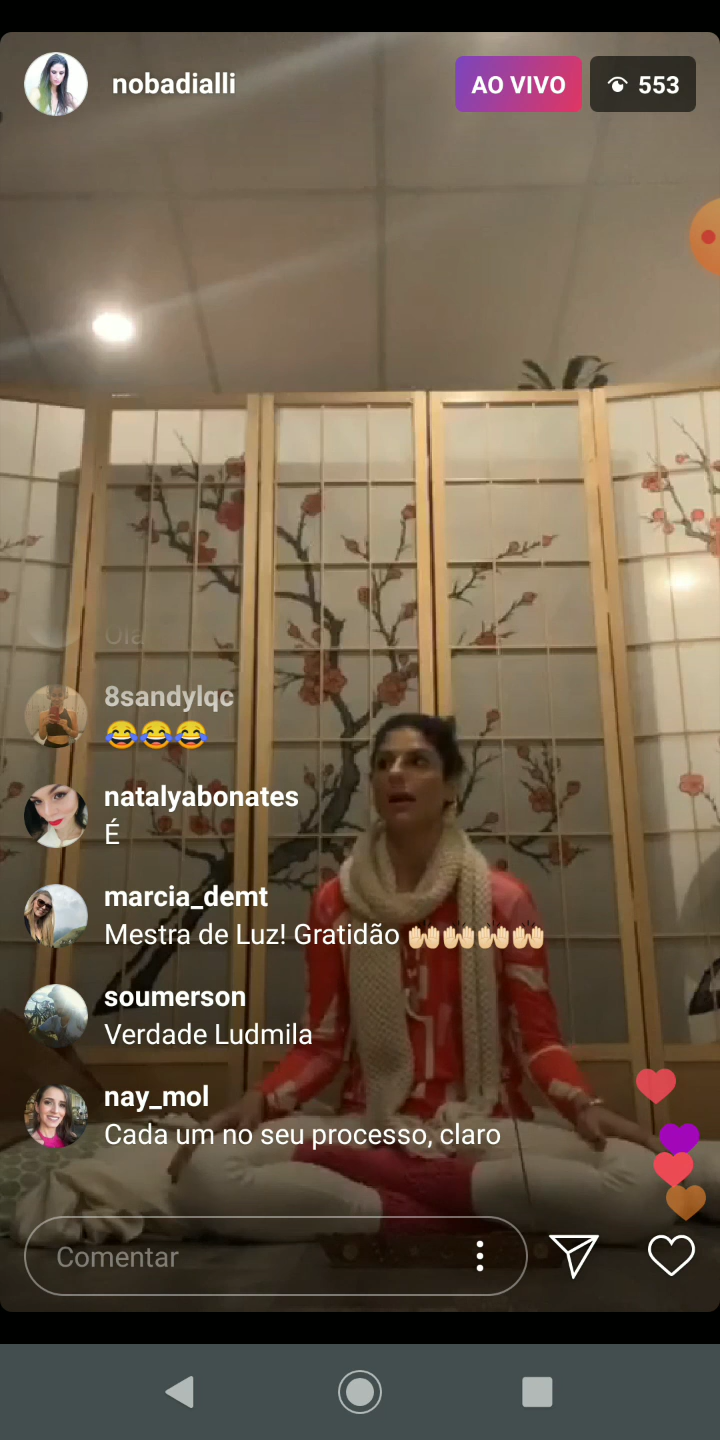 nobadialli
AO VIVO
553
Olá
8sandylqc
😂😂😂
natalyabonates
É
marcia_demt
Mestra de Luz! Gratidão 🙌🏻🙌🏻🙌🏻🙌🏻
soumerson
Verdade Ludmila
nay_mol
Cada um no seu processo, claro
Comentar